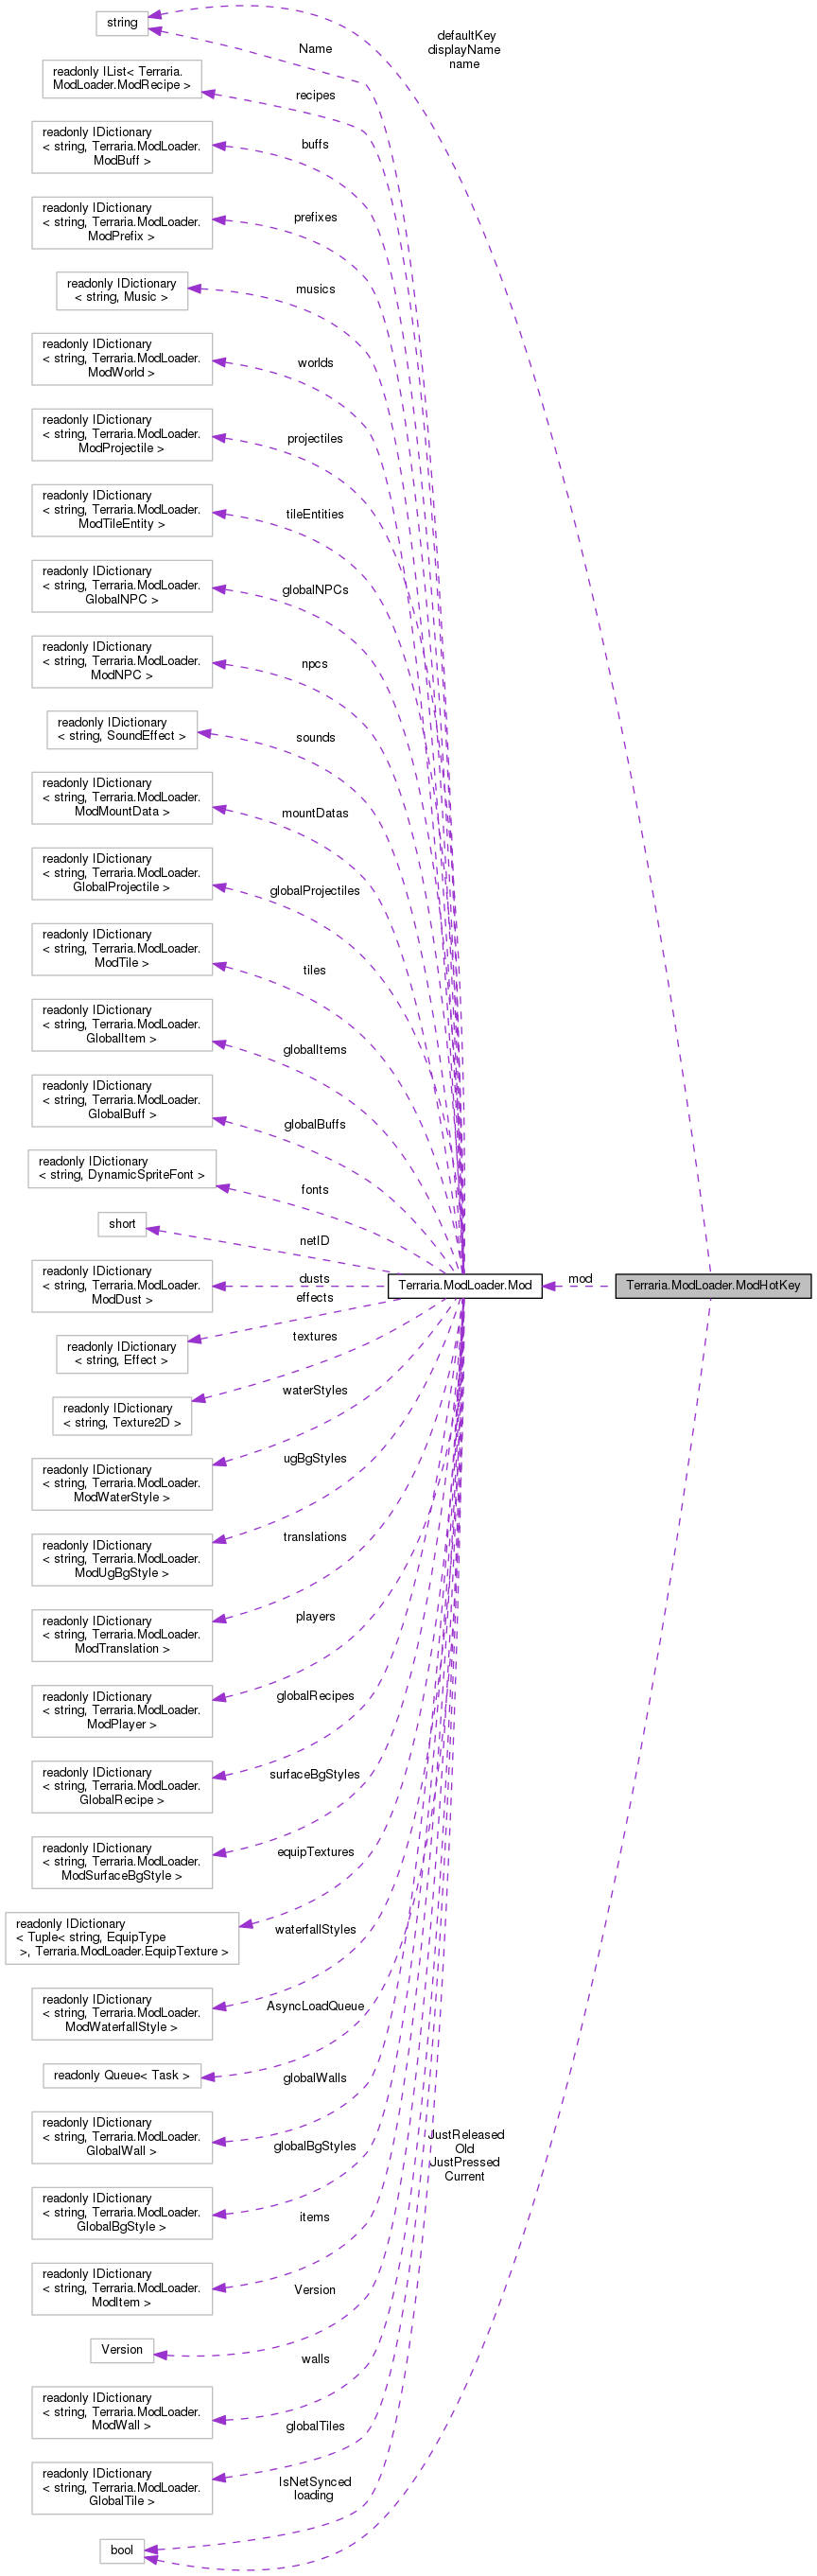 string
defaultKey
displayName
name
Name
readonly IList< Terraria.
ModLoader.ModRecipe >
recipes
readonly IDictionary
< string, Terraria.ModLoader.
ModBuff >
buffs
readonly IDictionary
< string, Terraria.ModLoader.
ModPrefix >
prefixes
readonly IDictionary
< string, Music >
musics
readonly IDictionary
< string, Terraria.ModLoader.
ModWorld >
worlds
readonly IDictionary
< string, Terraria.ModLoader.
ModProjectile >
projectiles
readonly IDictionary
< string, Terraria.ModLoader.
ModTileEntity >
tileEntities
readonly IDictionary
< string, Terraria.ModLoader.
GlobalNPC >
globalNPCs
readonly IDictionary
< string, Terraria.ModLoader.
ModNPC >
npcs
readonly IDictionary
< string, SoundEffect >
sounds
readonly IDictionary
< string, Terraria.ModLoader.
ModMountData >
mountDatas
readonly IDictionary
< string, Terraria.ModLoader.
GlobalProjectile >
globalProjectiles
readonly IDictionary
< string, Terraria.ModLoader.
ModTile >
tiles
readonly IDictionary
< string, Terraria.ModLoader.
GlobalItem >
globalItems
readonly IDictionary
< string, Terraria.ModLoader.
GlobalBuff >
globalBuffs
readonly IDictionary
< string, DynamicSpriteFont >
fonts
short
netID
readonly IDictionary
< string, Terraria.ModLoader.
ModDust >
dusts
Terraria.ModLoader.Mod
mod
Terraria.ModLoader.ModHotKey
effects
readonly IDictionary
< string, Effect >
textures
readonly IDictionary
< string, Texture2D >
waterStyles
readonly IDictionary
< string, Terraria.ModLoader.
ModWaterStyle >
ugBgStyles
readonly IDictionary
< string, Terraria.ModLoader.
ModUgBgStyle >
translations
readonly IDictionary
< string, Terraria.ModLoader.
ModTranslation >
players
readonly IDictionary
< string, Terraria.ModLoader.
ModPlayer >
globalRecipes
readonly IDictionary
< string, Terraria.ModLoader.
GlobalRecipe >
surfaceBgStyles
readonly IDictionary
< string, Terraria.ModLoader.
ModSurfaceBgStyle >
equipTextures
readonly IDictionary
< Tuple< string, EquipType
>, Terraria.ModLoader.EquipTexture >
waterfallStyles
readonly IDictionary
< string, Terraria.ModLoader.
ModWaterfallStyle >
AsyncLoadQueue
readonly Queue< Task >
globalWalls
readonly IDictionary
< string, Terraria.ModLoader.
GlobalWall >
JustReleased
Old
JustPressed
Current
globalBgStyles
readonly IDictionary
< string, Terraria.ModLoader.
GlobalBgStyle >
items
readonly IDictionary
< string, Terraria.ModLoader.
ModItem >
Version
Version
walls
readonly IDictionary
< string, Terraria.ModLoader.
ModWall >
globalTiles
readonly IDictionary
< string, Terraria.ModLoader.
GlobalTile >
IsNetSynced
loading
bool